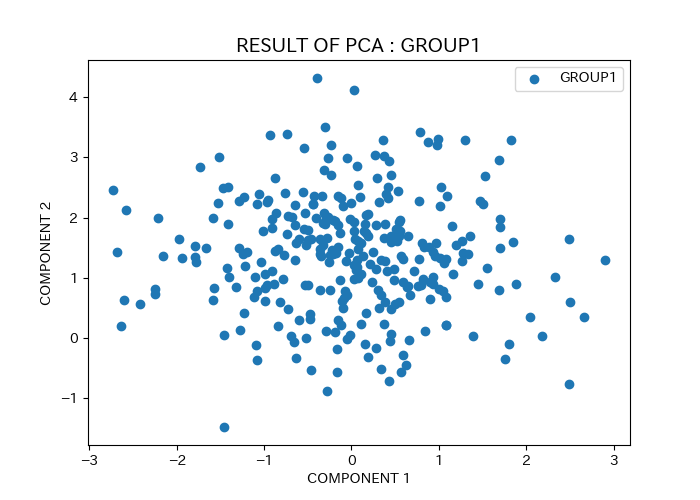 RESULT OF PCA : GROUP1
GROUP1
4
3
2
1
0
−1
COMPONENT 2
−3 −2 −1 0 1 2 3
COMPONENT 1